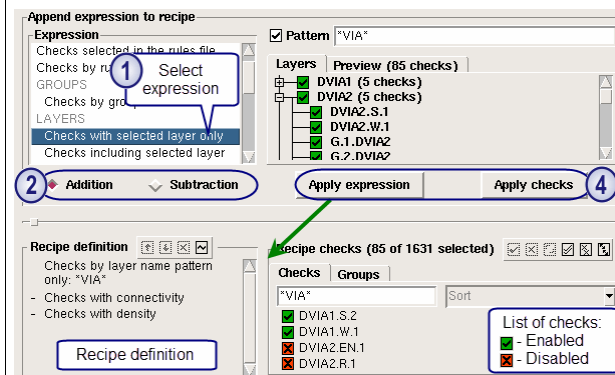 Append expression to recipe
Expression
Checks selected in the rules file
Checks by ru
GROUPS
Checks by gro
LAYERS
Checks with selected layer only
Checks including selected layer
1 Select expression
2 Addition Subtraction
Pattern *VIA*
Layers Preview (85 checks)
DVIA1 (5 checks)
DVIA2 (5 checks)
DVIA2.S.1
DVIA2.W.1
G.1.DVIA2
G.2.DVIA2
Apply expression Apply checks 4
Recipe definition
Checks by layer name pattern
only: *VIA*
- Checks with connectivity
- Checks with density
Recipe definition
Recipe checks (85 of 1631 selected)
Checks Groups
*VIA* Sort
DVIA1.S.2
DVIA1.W.1
DVIA2.EN.1
DVIA2.R.1
List of checks:
- Enabled
- Disabled